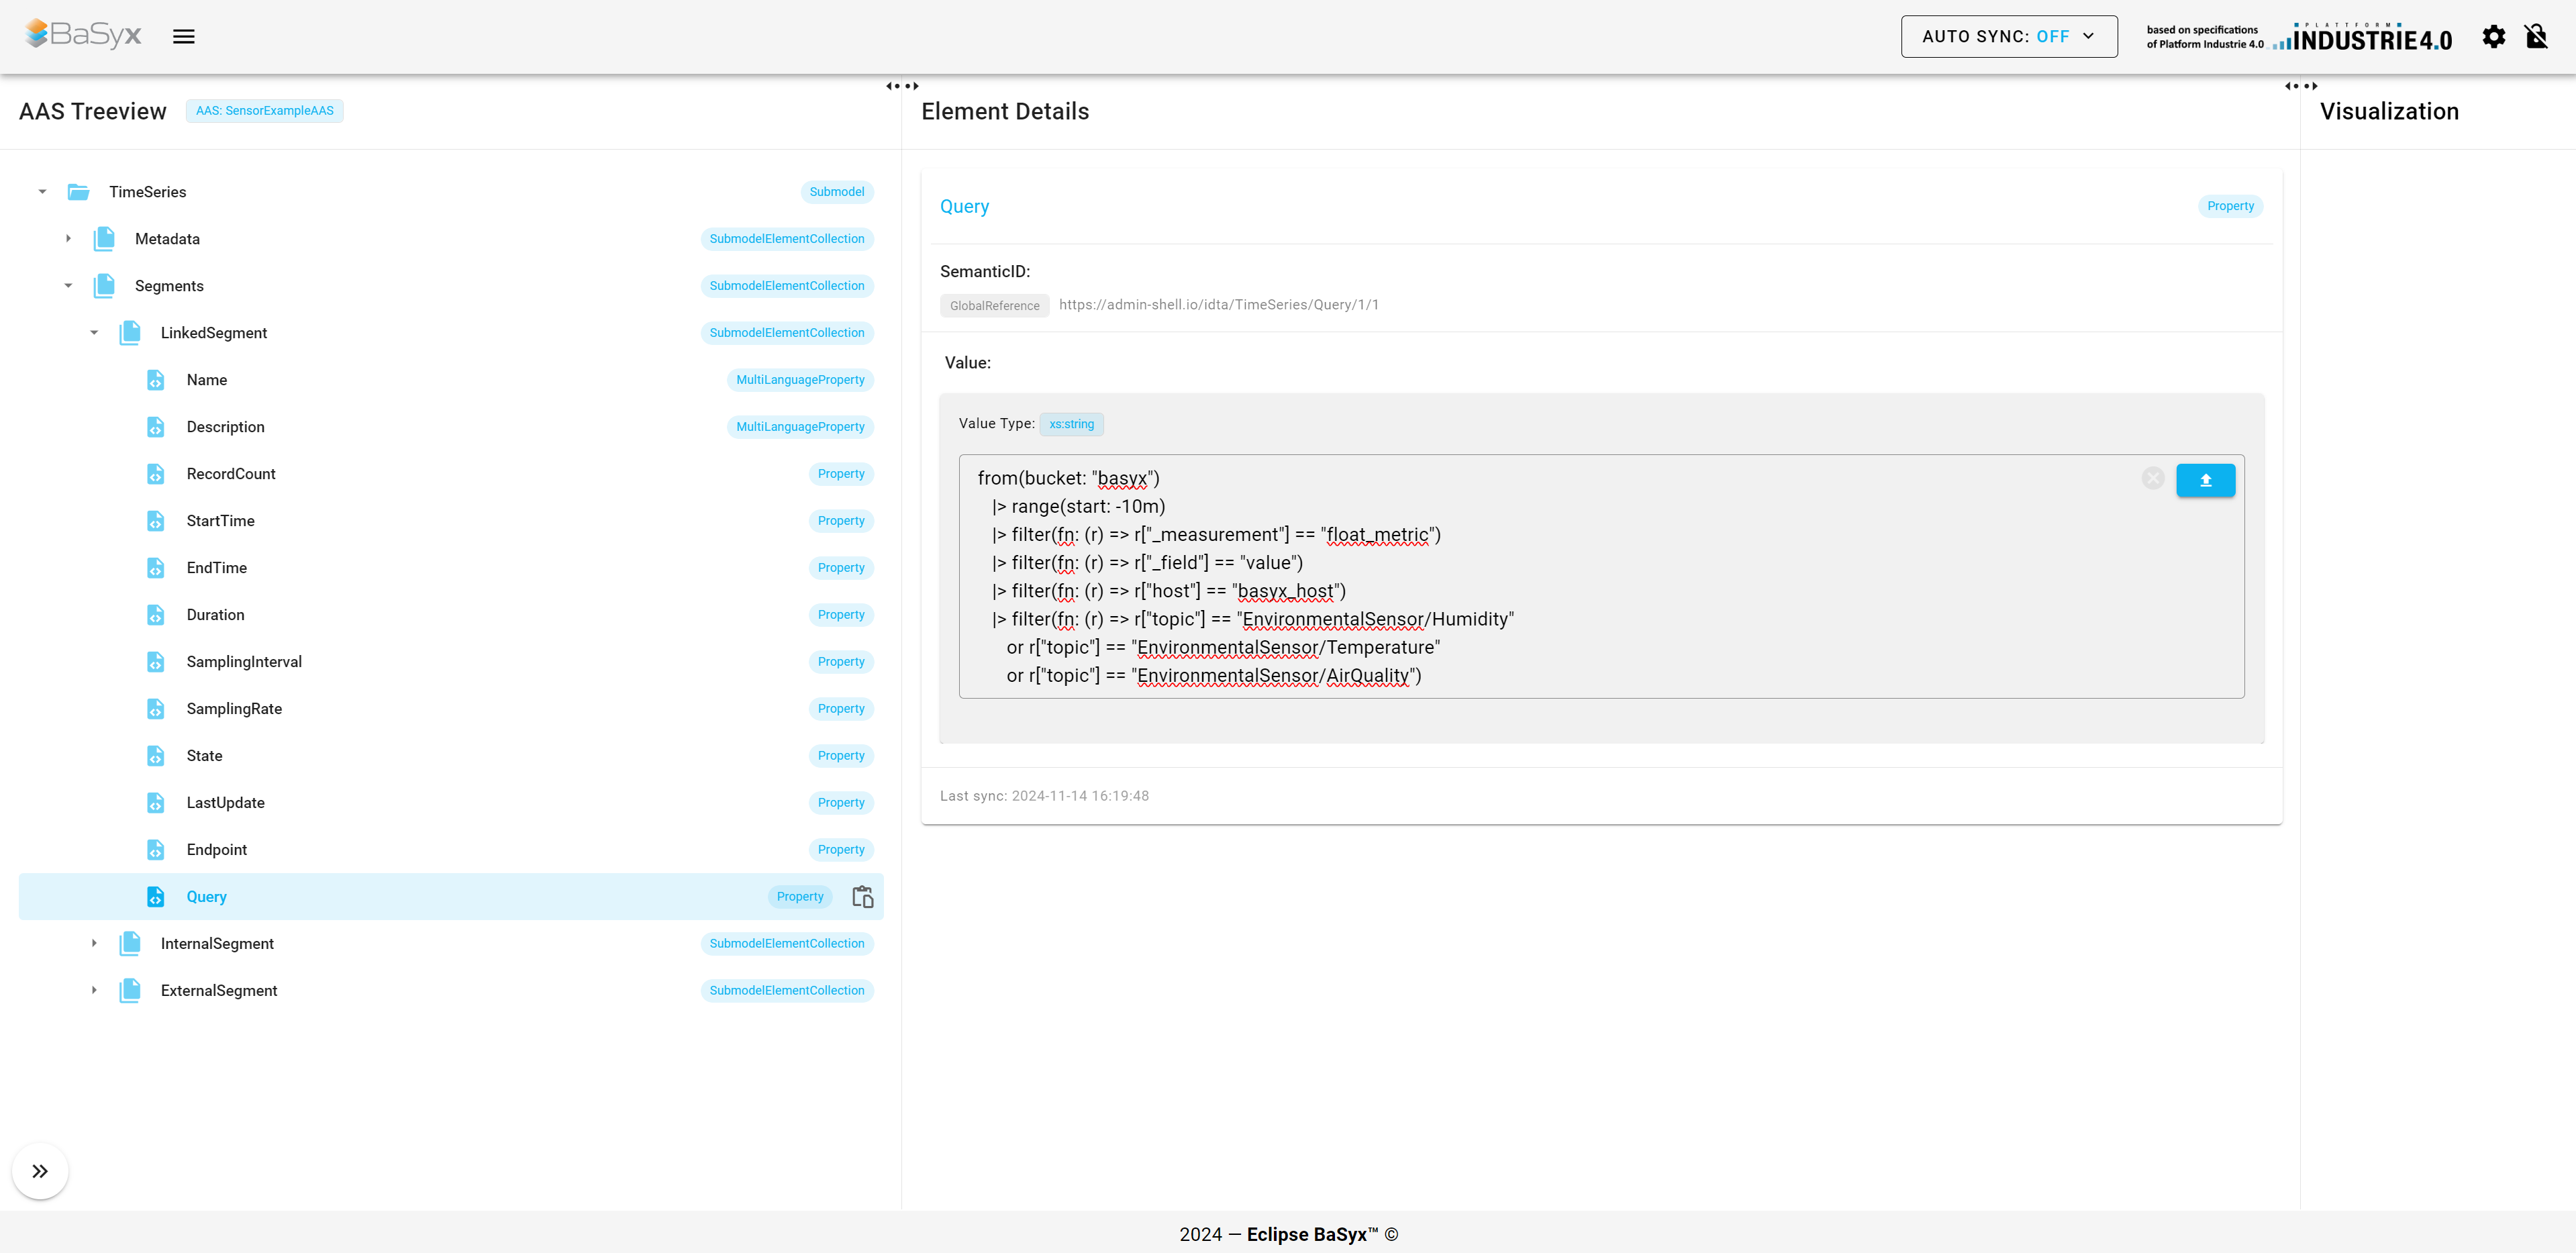 BaSyx
AUTO SYNC: OFF
based on specifications
of Platform Industrie 4.0
PLATTFORM
INDUSTRIE4.0
AAS Treeview
AAS: SensorExampleAAS
TimeSeries
Submodel
Metadata
SubmodelElementCollection
Segments
SubmodelElementCollection
LinkedSegment
SubmodelElementCollection
Name
MultiLanguageProperty
Description
MultiLanguageProperty
RecordCount
Property
StartTime
Property
EndTime
Property
Duration
Property
SamplingInterval
Property
SamplingRate
Property
State
Property
LastUpdate
Property
Endpoint
Property
Query
Property
InternalSegment
SubmodelElementCollection
ExternalSegment
SubmodelElementCollection
Element Details
Query
Property
SemanticID:
GlobalReference https://admin-shell.io/idta/TimeSeries/Query/1/1
Value:
Value Type: xs:string
from(bucket: "basyx")
|> range(start: -10m)
|> filter(fn: (r) => r["_measurement"] == "float_metric")
|> filter(fn: (r) => r["_field"] == "value")
|> filter(fn: (r) => r["host"] == "basyx_host")
|> filter(fn: (r) => r["topic"] == "EnvironmentalSensor/Humidity"
or r["topic"] == "EnvironmentalSensor/Temperature"
or r["topic"] == "EnvironmentalSensor/AirQuality")
Last sync: 2024-11-14 16:19:48
Visualization
2024 — Eclipse BaSyx™ ©